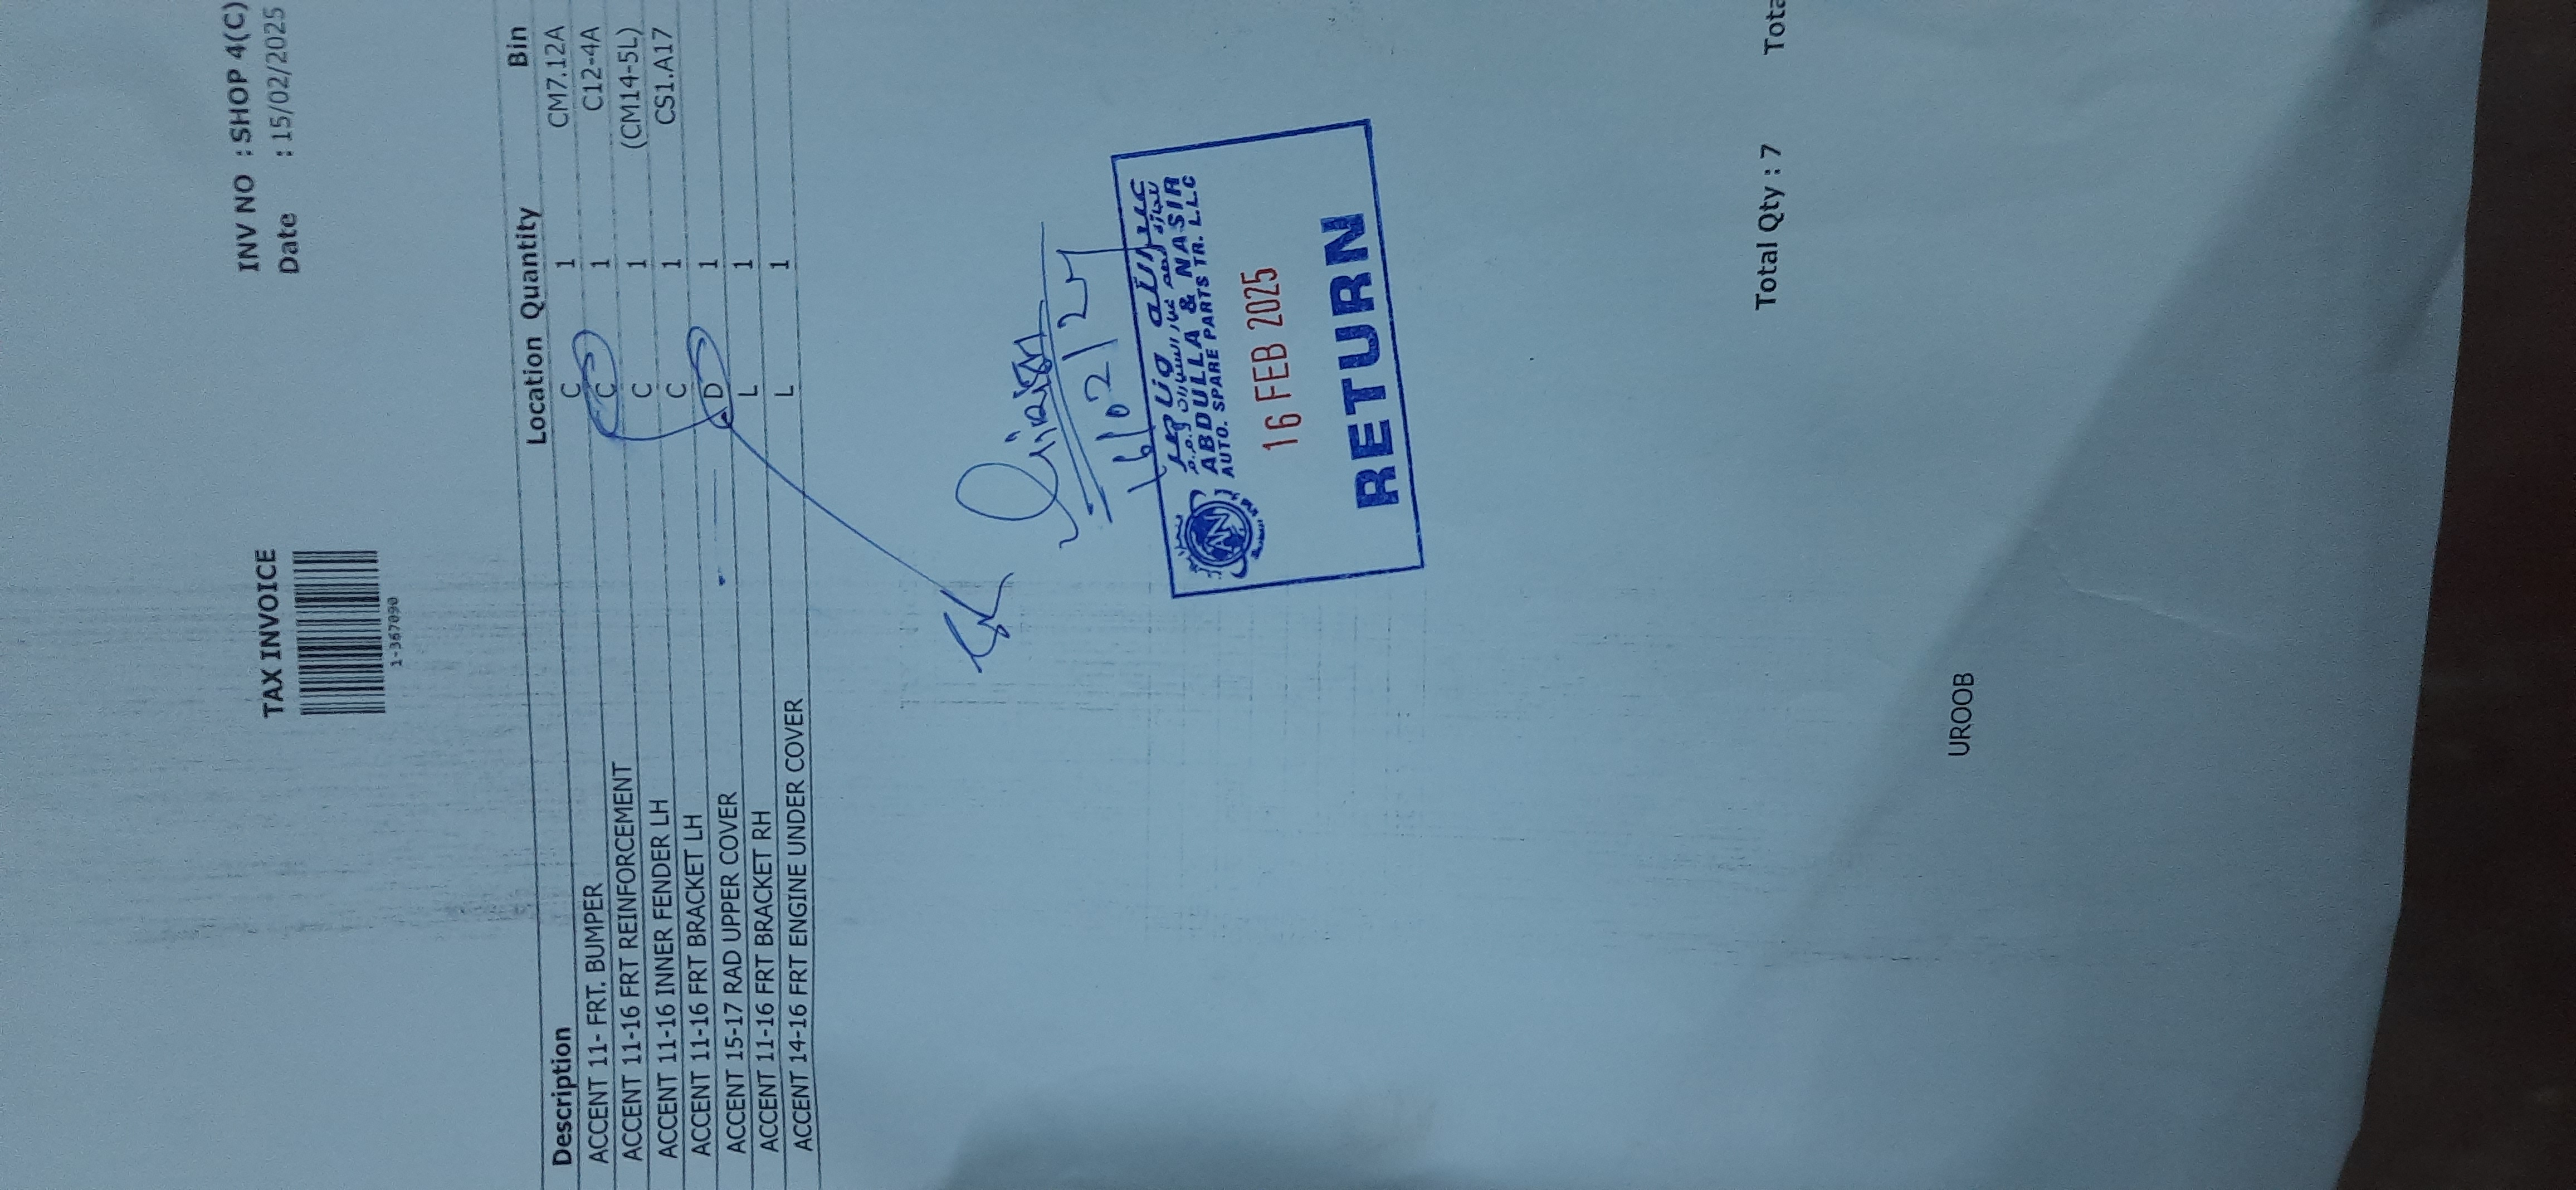 INV NO : SHOP 4(C)
TAX INVOICE
Date : 15/02/2025
1-367090
Description Location Quantity Bin
ACCENT 11- FRT. BUMPER C 1 CM7.12A
ACCENT 11-16 FRT REINFORCEMENT C 1 C12-4A
ACCENT 11-16 INNER FENDER LH C 1 (CM14-5L)
ACCENT 11-16 FRT BRACKET LH C 1 CS1.A17
ACCENT 15-17 RAD UPPER COVER D 1
ACCENT 11-16 FRT BRACKET RH L 1
ACCENT 14-16 FRT ENGINE UNDER COVER L 1
16/02/25
ABDULLA & NASIR
AUTO. SPARE PARTS TR. LLC
AN
16 FEB 2025
RETURN
Total Qty : 7
UROOB